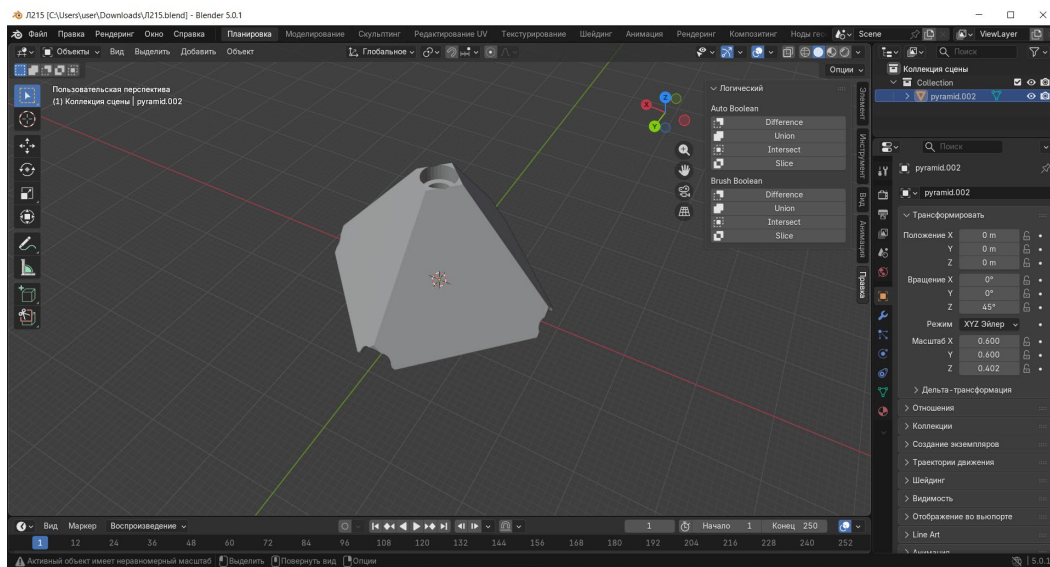 Л215 [C:\Users\user\Downloads\Л215.blend] - Blender 5.0.1
Файл Правка Рендеринг Окно Справка Планировка Моделирование Скульптинг Редактирование UV Текстурирование Шейдинг Анимация Рендеринг Композитинг Ноды гео Scene ViewLayer
Объекты Вид Выделить Добавить Объект Глобальное Поиск
Опции
Пользовательская перспектива
(1) Коллекция сцены | pyramid.002
Коллекция сцены
Collection
pyramid.002
X
Y
Z
Логический
Auto Boolean
Difference
Union
Intersect
Slice
Brush Boolean
Difference
Union
Intersect
Slice
Элемент
Инструмент
Вид
Анимация
Правка
Поиск
pyramid.002
pyramid.002
Трансформировать
Положение X 0 m
Y 0 m
Z 0 m
Вращение X 0°
Y 0°
Z 45°
Режим XYZ Эйлер
Масштаб X 0.600
Y 0.600
Z 0.402
Дельта-трансформация
Отношения
Коллекции
Создание экземпляров
Траектории движения
Шейдинг
Видимость
Отображение во вьюпорте
Line Art
Анимация
Вид Маркер Воспроизведение 1 Начало 1 Конец 250
1 12 24 36 48 60 72 84 96 108 120 132 144 156 168 180 192 204 216 228 240 252
Активный объект имеет неравномерный масштаб Выделить Повернуть вид Опции 5.0.1